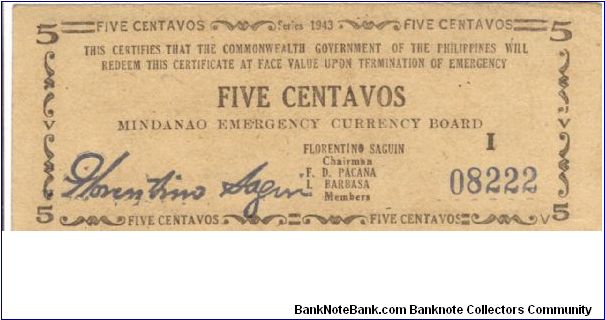 5 FIVE CENTAVOS Series 1943 FIVE CENTAVOS 5
THIS CERTIFIES THAT THE COMMONWEALTH GOVERNMENT OF THE PHILIPPINES WILL
REDEEM THIS CERTIFICATE AT FACE VALUE UPON TERMINATION OF EMERGENCY
FIVE CENTAVOS
V MINDANAO EMERGENCY CURRENCY BOARD V
FLORENTINO SAGUIN I
Chairman
F. D. PACANA
I. BARBASA
Members
08222
Florentino Saguin
5 FIVE CENTAVOS FIVE CENTAVOS V 5
BankNoteBank.com Banknote Collectors Community